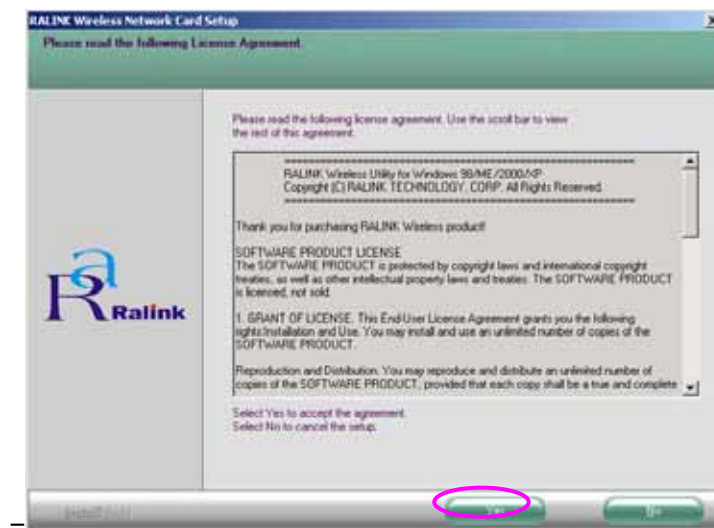 RALINK Wireless Network Card Setup
Please read the following License Agreement.
Please read the following license agreement. Use the scroll bar to view
the rest of this agreement.
RALINK Wireless Utility for Windows 98/ME/2000/XP
Copyright (C) RALINK TECHNOLOGY, CORP. All Rights Reserved.
Thank you for purchasing RALINK Wireless product!
SOFTWARE PRODUCT LICENSE
The SOFTWARE PRODUCT is protected by copyright laws and international copyright
treaties, as well as other intellectual property laws and treaties. The SOFTWARE PRODUCT
is licensed, not sold.
1. GRANT OF LICENSE. This End-User License Agreement grants you the following
rights:Installation and Use. You may install and use an unlimited number of copies of the
SOFTWARE PRODUCT.
Reproduction and Distribution. You may reproduce and distribute an unlimited number of
copies of the SOFTWARE PRODUCT; provided that each copy shall be a true and complete
Ralink
Select Yes to accept the agreement.
Select No to cancel the setup.
Yes
No